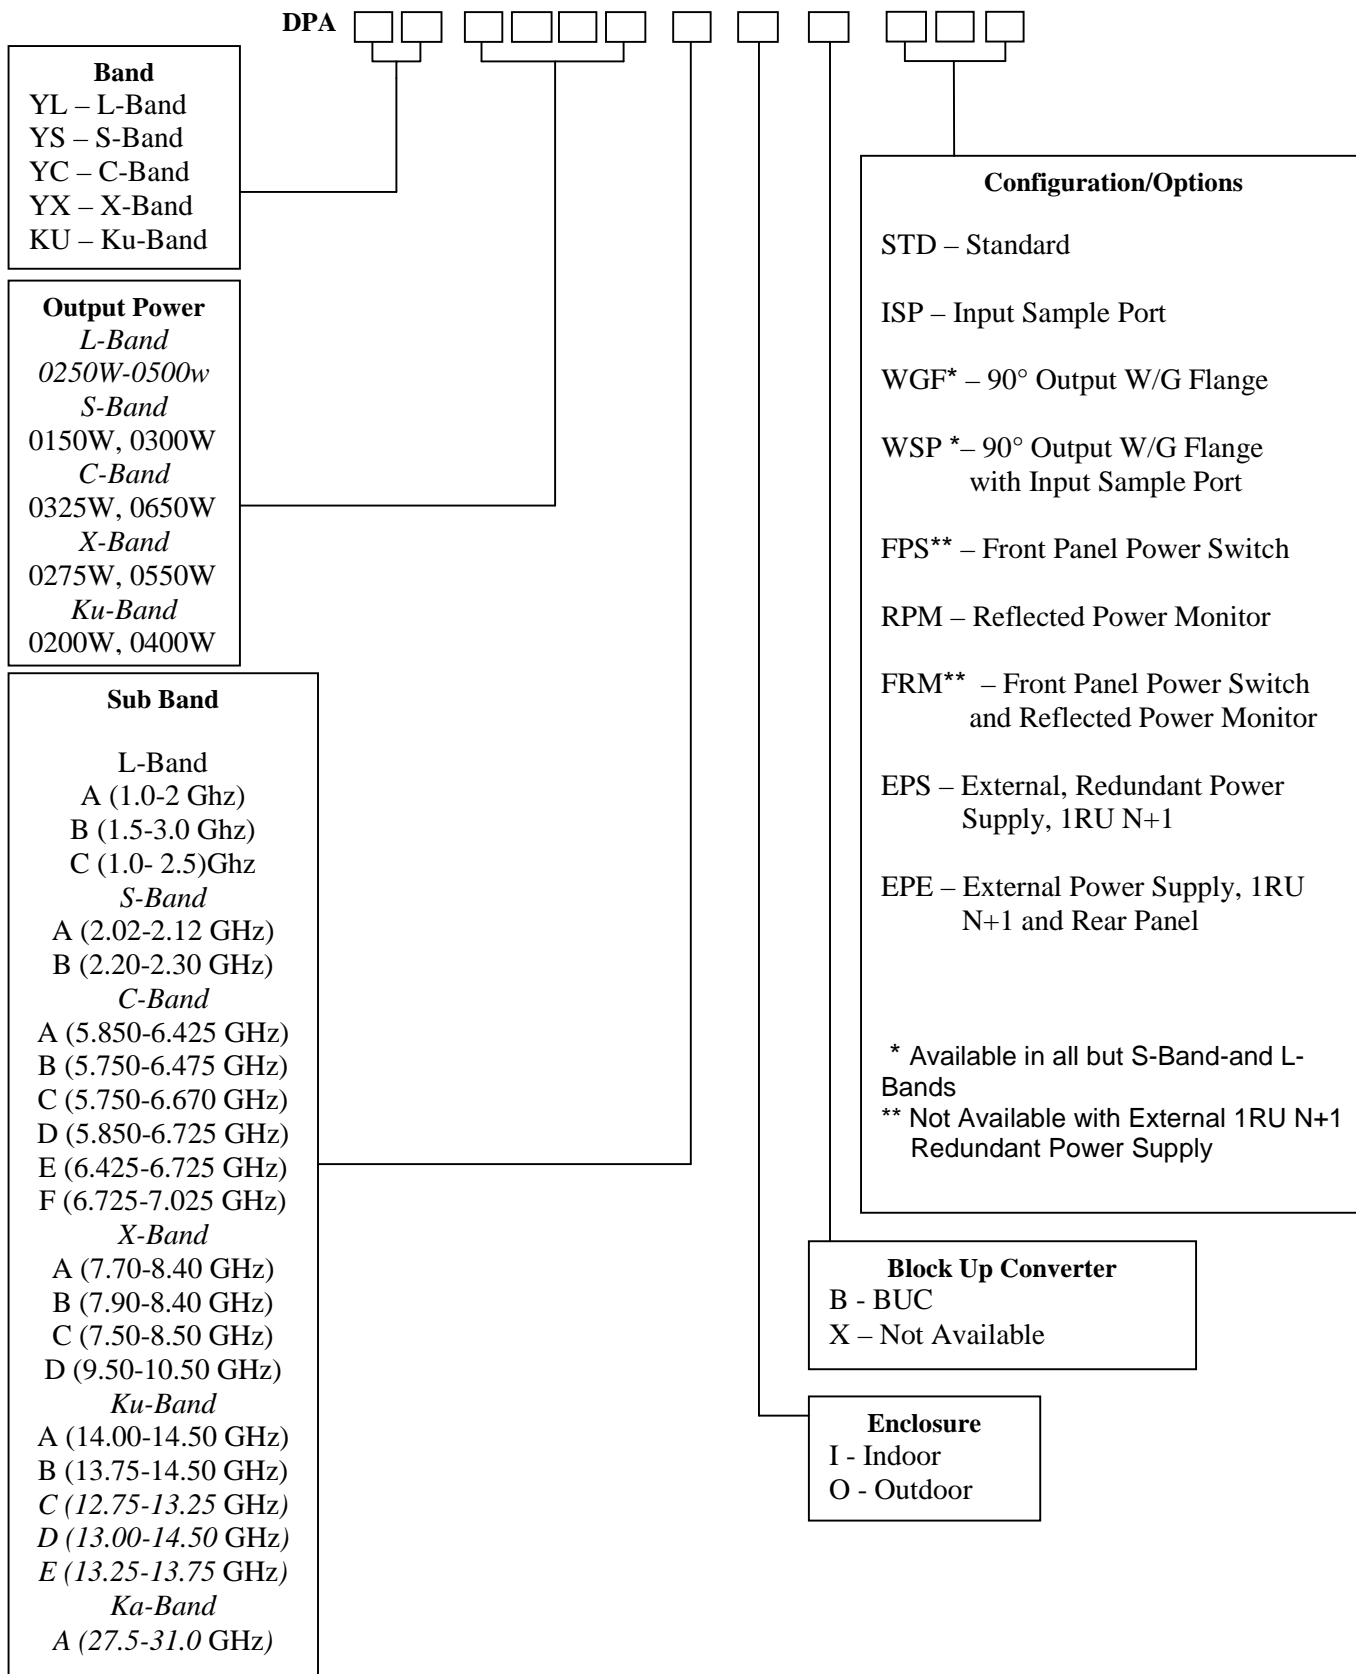 DPA
Band
YL – L-Band
YS – S-Band
YC – C-Band
YX – X-Band
KU – Ku-Band
Output Power
L-Band
0250W-0500w
S-Band
0150W, 0300W
C-Band
0325W, 0650W
X-Band
0275W, 0550W
Ku-Band
0200W, 0400W
Sub Band
L-Band
A (1.0-2 Ghz)
B (1.5-3.0 Ghz)
C (1.0- 2.5)Ghz
S-Band
A (2.02-2.12 GHz)
B (2.20-2.30 GHz)
C-Band
A (5.850-6.425 GHz)
B (5.750-6.475 GHz)
C (5.750-6.670 GHz)
D (5.850-6.725 GHz)
E (6.425-6.725 GHz)
F (6.725-7.025 GHz)
X-Band
A (7.70-8.40 GHz)
B (7.90-8.40 GHz)
C (7.50-8.50 GHz)
D (9.50-10.50 GHz)
Ku-Band
A (14.00-14.50 GHz)
B (13.75-14.50 GHz)
C (12.75-13.25 GHz)
D (13.00-14.50 GHz)
E (13.25-13.75 GHz)
Ka-Band
A (27.5-31.0 GHz)
Configuration/Options
STD – Standard
ISP – Input Sample Port
WGF* – 90° Output W/G Flange
WSP *– 90° Output W/G Flange
with Input Sample Port
FPS** – Front Panel Power Switch
RPM – Reflected Power Monitor
FRM** – Front Panel Power Switch
and Reflected Power Monitor
EPS – External, Redundant Power
Supply, 1RU N+1
EPE – External Power Supply, 1RU
N+1 and Rear Panel
* Available in all but S-Band-and L-
Bands
** Not Available with External 1RU N+1
Redundant Power Supply
Block Up Converter
B - BUC
X – Not Available
Enclosure
I - Indoor
O - Outdoor